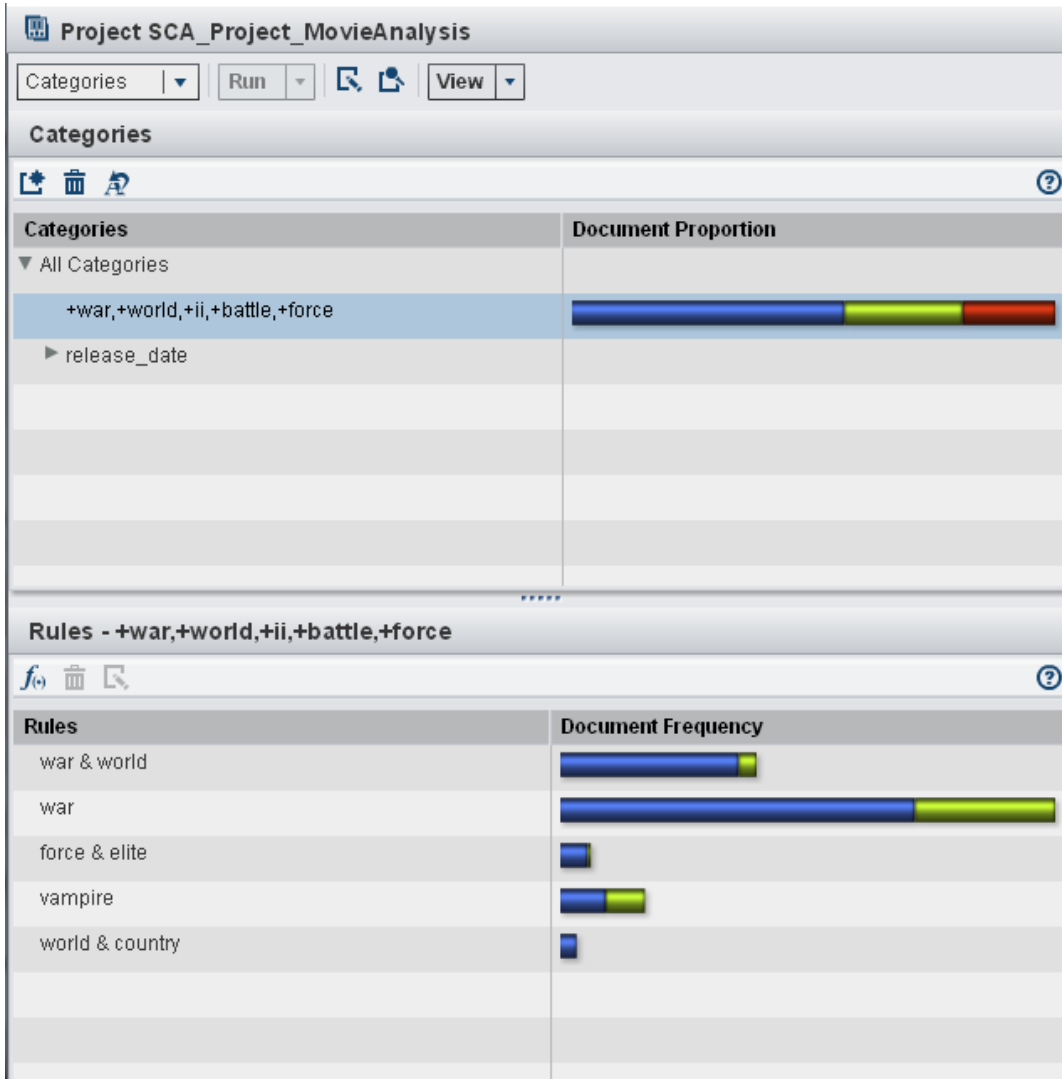 Project SCA_Project_MovieAnalysis
Categories Run View
Categories
Categories Document Proportion
All Categories
+war,+world,+ii,+battle,+force
release_date
Rules - +war,+world,+ii,+battle,+force
Rules Document Frequency
war & world
war
force & elite
vampire
world & country